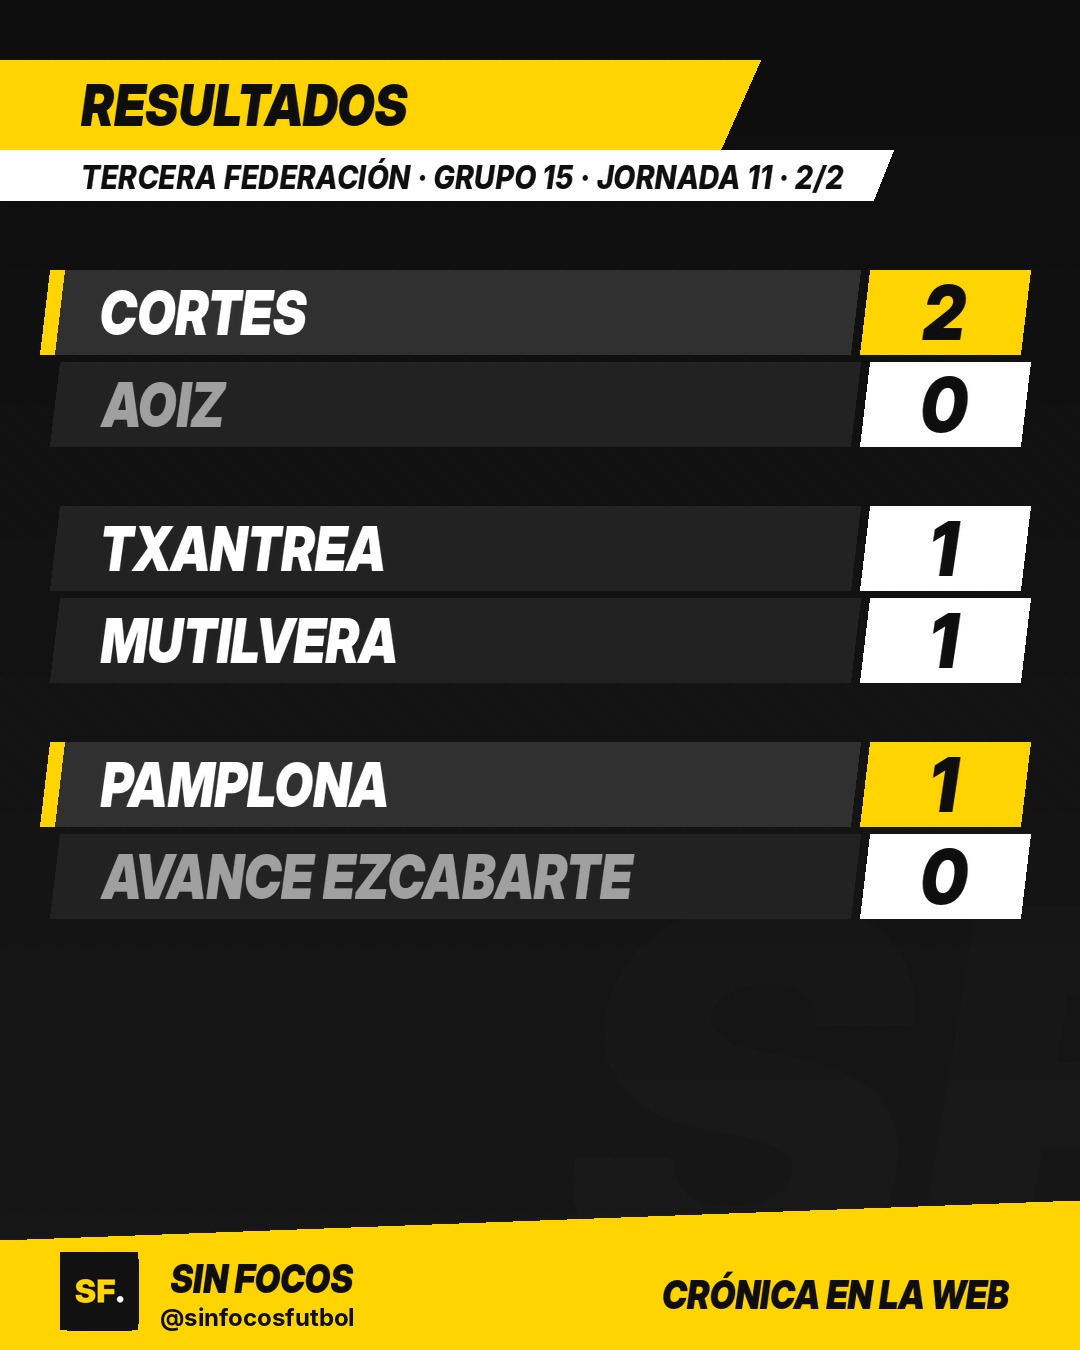 RESULTADOS
TERCERA FEDERACIÓN · GRUPO 15 · JORNADA 11 · 2/2
CORTES 2
AOIZ 0
TXANTREA 1
MUTILVERA 1
PAMPLONA 1
AVANCE EZCABARTE 0
SF.
SIN FOCOS
@sinfocosfutbol
CRÓNICA EN LA WEB
SF